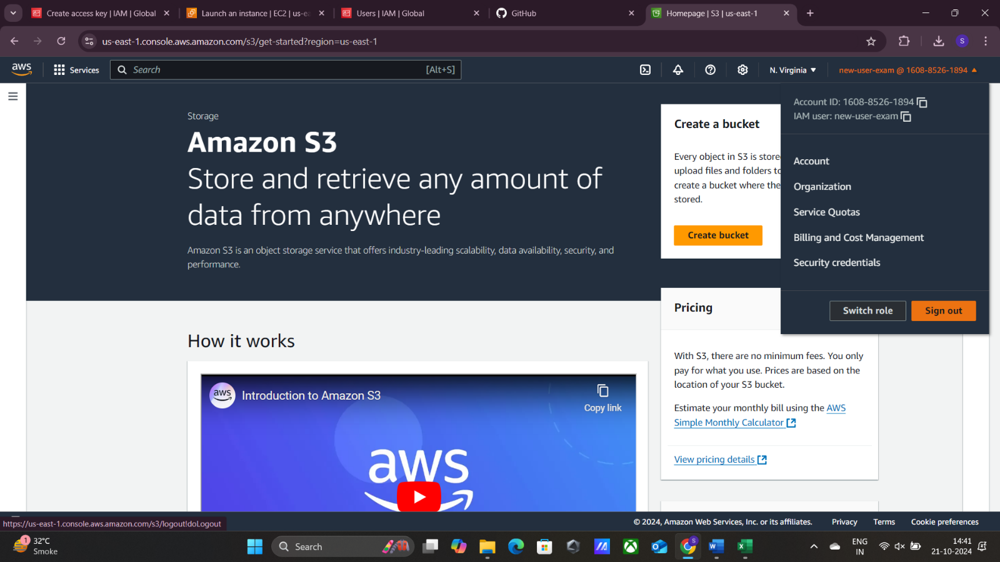 Create access key | IAM | Global
Launch an instance | EC2 | us-ea
Users | IAM | Global
GitHub
Homepage | S3 | us-east-1
us-east-1.console.aws.amazon.com/s3/get-started?region=us-east-1
S
aws
Services
Search
[Alt+S]
N. Virginia
new-user-exam @ 1608-8526-1894
Account ID: 1608-8526-1894
IAM user: new-user-exam
Account
Organization
Service Quotas
Billing and Cost Management
Security credentials
Switch role
Sign out
Storage
Amazon S3
Store and retrieve any amount of
data from anywhere
Amazon S3 is an object storage service that offers industry-leading scalability, data availability, security, and
performance.
Create a bucket
Every object in S3 is store
upload files and folders to
create a bucket where the
stored.
Create bucket
Pricing
With S3, there are no minimum fees. You only
pay for what you use. Prices are based on the
location of your S3 bucket.
Estimate your monthly bill using the AWS
Simple Monthly Calculator
View pricing details
How it works
aws
Introduction to Amazon S3
Copy link
aws
https://us-east-1.console.aws.amazon.com/s3/logout!doLogout
© 2024, Amazon Web Services, Inc. or its affiliates.
Privacy
Terms
Cookie preferences
1
32°C
Smoke
Search
S
ENG
IN
14:41
21-10-2024